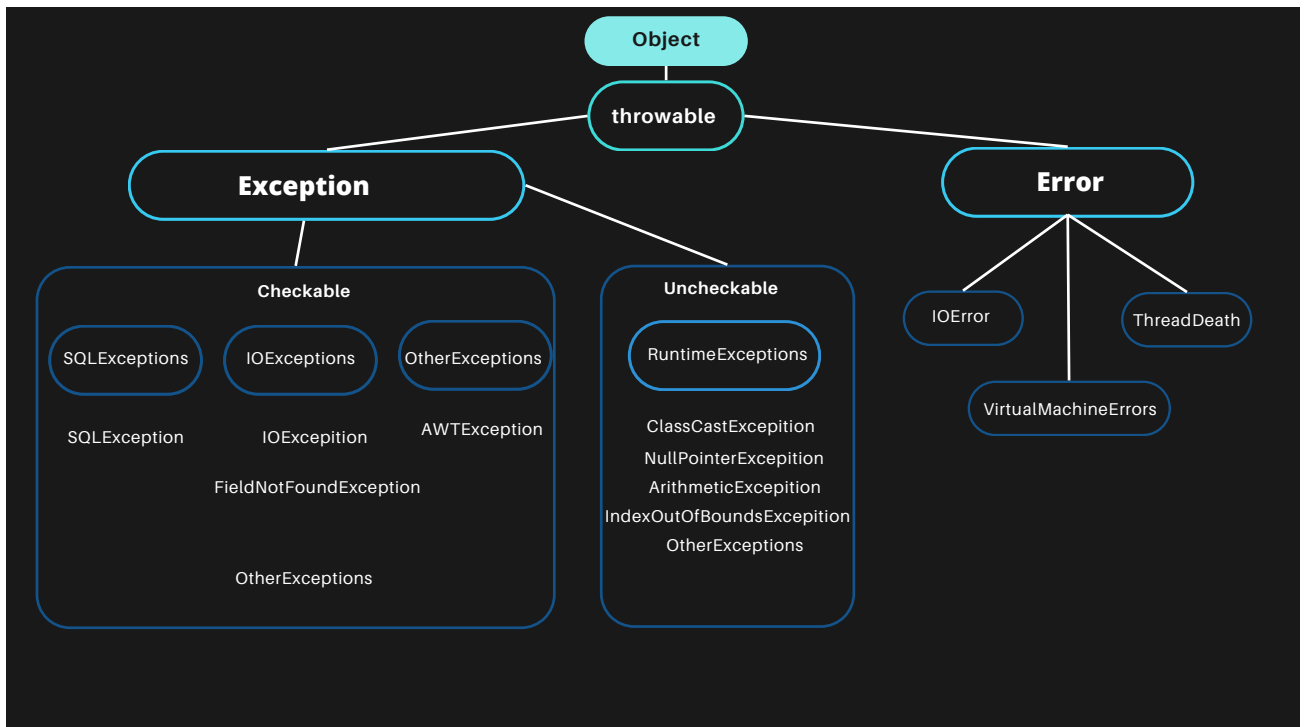 Object
throwable
Exception
Error
Checkable
Uncheckable
SQLExceptions
IOExceptions
OtherExceptions
RuntimeExceptions
IOError
ThreadDeath
VirtualMachineErrors
SQLException
IOExcepition
AWTException
FieldNotFoundException
OtherExceptions
ClassCastExcepition
NullPointerExcepition
ArithmeticExcepition
IndexOutOfBoundsExcepition
OtherExceptions